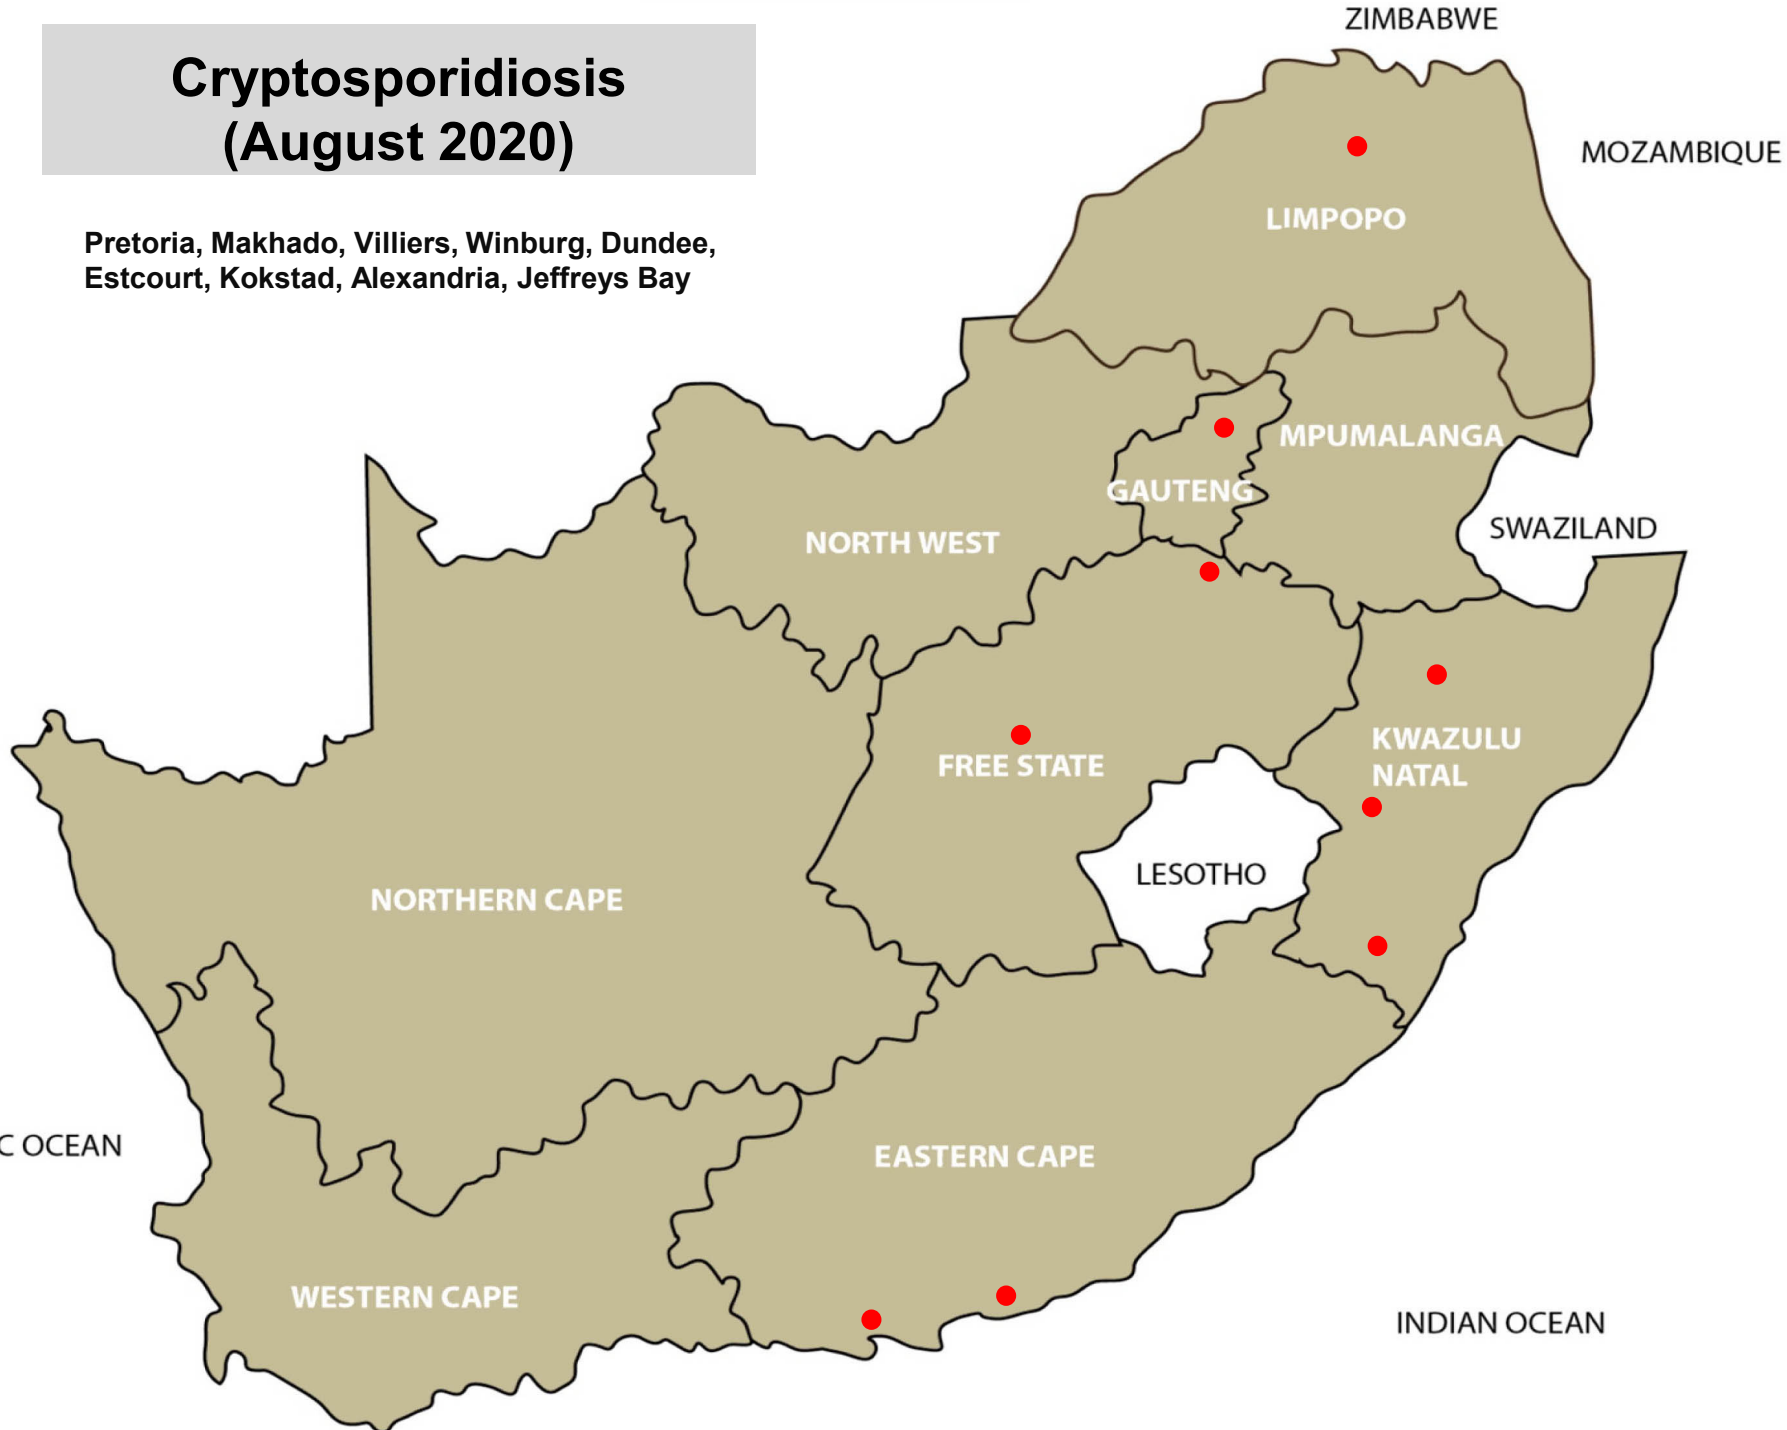 Cryptosporidiosis
(August 2020)
Pretoria, Makhado, Villiers, Winburg, Dundee,
Estcourt, Kokstad, Alexandria, Jeffreys Bay
ZIMBABWE
MOZAMBIQUE
LIMPOPO
MPUMALANGA
GAUTENG
NORTH WEST
SWAZILAND
KWAZULU
NATAL
FREE STATE
LESOTHO
NORTHERN CAPE
C OCEAN
EASTERN CAPE
WESTERN CAPE
INDIAN OCEAN